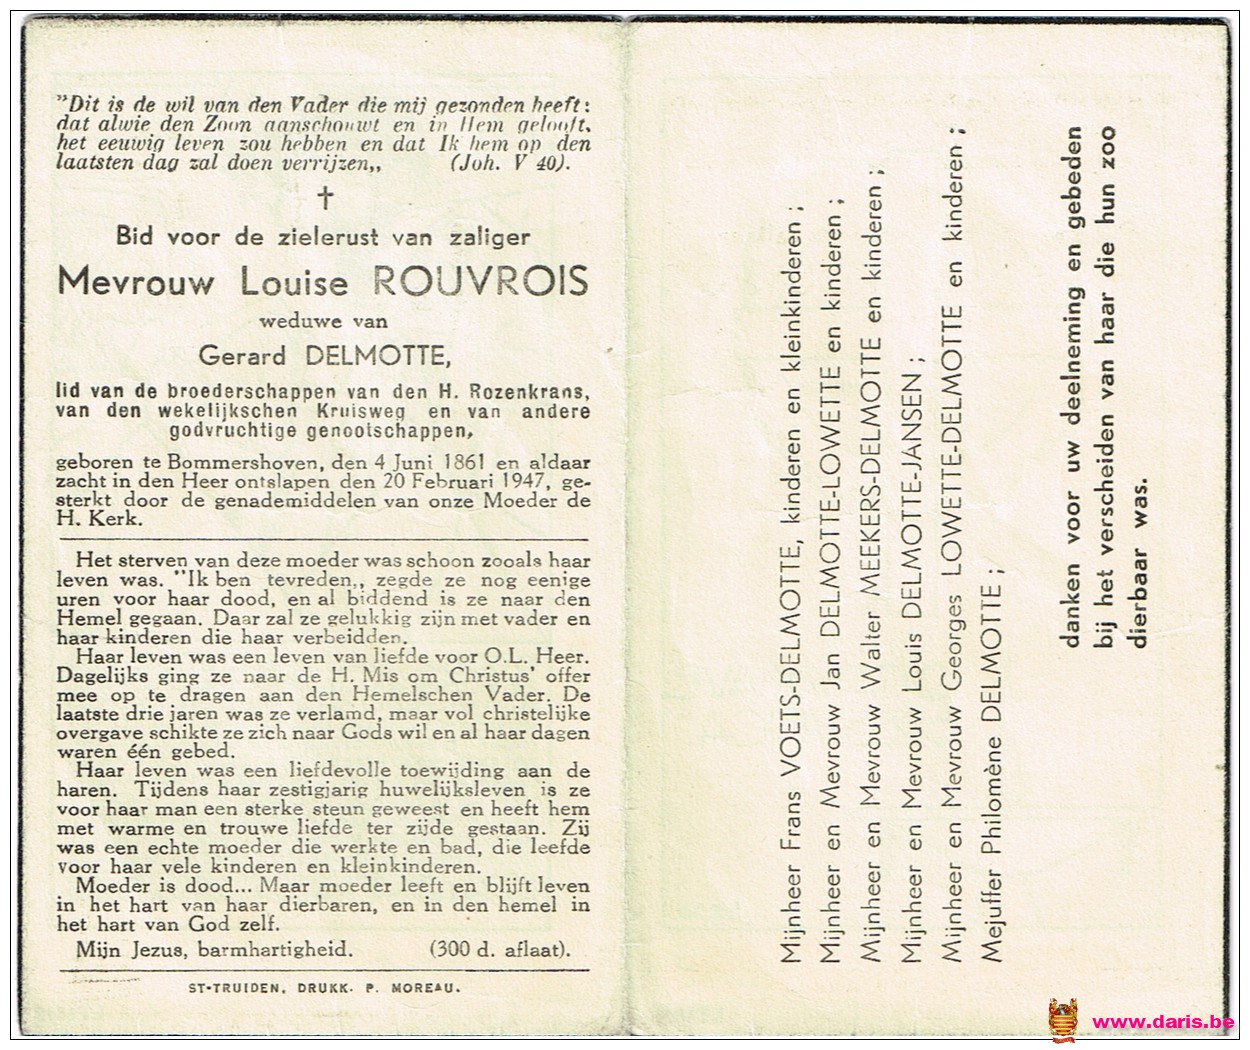 "Dit is de wil van den Vader die mij gezonden heeft:
dat alwie den Zoon aanschouwt en in Hem gelooft,
het eeuwig leven zou hebben en dat Ik hem op den
laatsten dag zal doen verrijzen,, (Joh. V 40).
†
Bid voor de zielerust van zaliger
Mevrouw Louise ROUVROIS
weduwe van
Gerard DELMOTTE,
lid van de broederschappen van den H. Rozenkrans,
van den wekelijkschen Kruisweg en van andere
godvruchtige genootschappen,
geboren te Bommershoven, den 4 Juni 1861 en aldaar
zacht in den Heer ontslapen den 20 Februari 1947, ge-
sterkt door de genademiddelen van onze Moeder de
H. Kerk.
Het sterven van deze moeder was schoon zooals haar
leven was. "Ik ben tevreden,, zegde ze nog eenige
uren voor haar dood, en al biddend is ze naar den
Hemel gegaan. Daar zal ze gelukkig zijn met vader en
haar kinderen die haar verbeidden.
Haar leven was een leven van liefde voor O.L. Heer.
Dagelijks ging ze naar de H. Mis om Christus' offer
mee op te dragen aan den Hemelschen Vader. De
laatste drie jaren was ze verlamd, maar vol christelijke
overgave schikte ze zich naar Gods wil en al haar dagen
waren één gebed.
Haar leven was een liefdevolle toewijding aan de
haren. Tijdens haar zestigjarig huwelijksleven is ze
voor haar man een sterke steun geweest en heeft hem
met warme en trouwe liefde ter zijde gestaan. Zij
was een echte moeder die werkte en bad, die leefde
voor haar vele kinderen en kleinkinderen.
Moeder is dood... Maar moeder leeft en blijft leven
in het hart van haar dierbaren, en in den hemel in
het hart van God zelf.
Mijn Jezus, barmhartigheid. (300 d. aflaat).
ST-TRUIDEN, DRUKK. P. MOREAU.
Mijnheer Frans VOETS-DELMOTTE, kinderen en kleinkinderen;
Mijnheer en Mevrouw Jan DELMOTTE-LOWETTE en kinderen;
Mijnheer en Mevrouw Walter MEEKERS-DELMOTTE en kinderen;
Mijnheer en Mevrouw Louis DELMOTTE-JANSEN;
Mijnheer en Mevrouw Georges LOWETTE-DELMOTTE en kinderen;
Mejuffer Philomène DELMOTTE;
danken voor uw deelneming en gebeden
bij het verscheiden van haar die hun zoo
dierbaar was.
www.daris.be